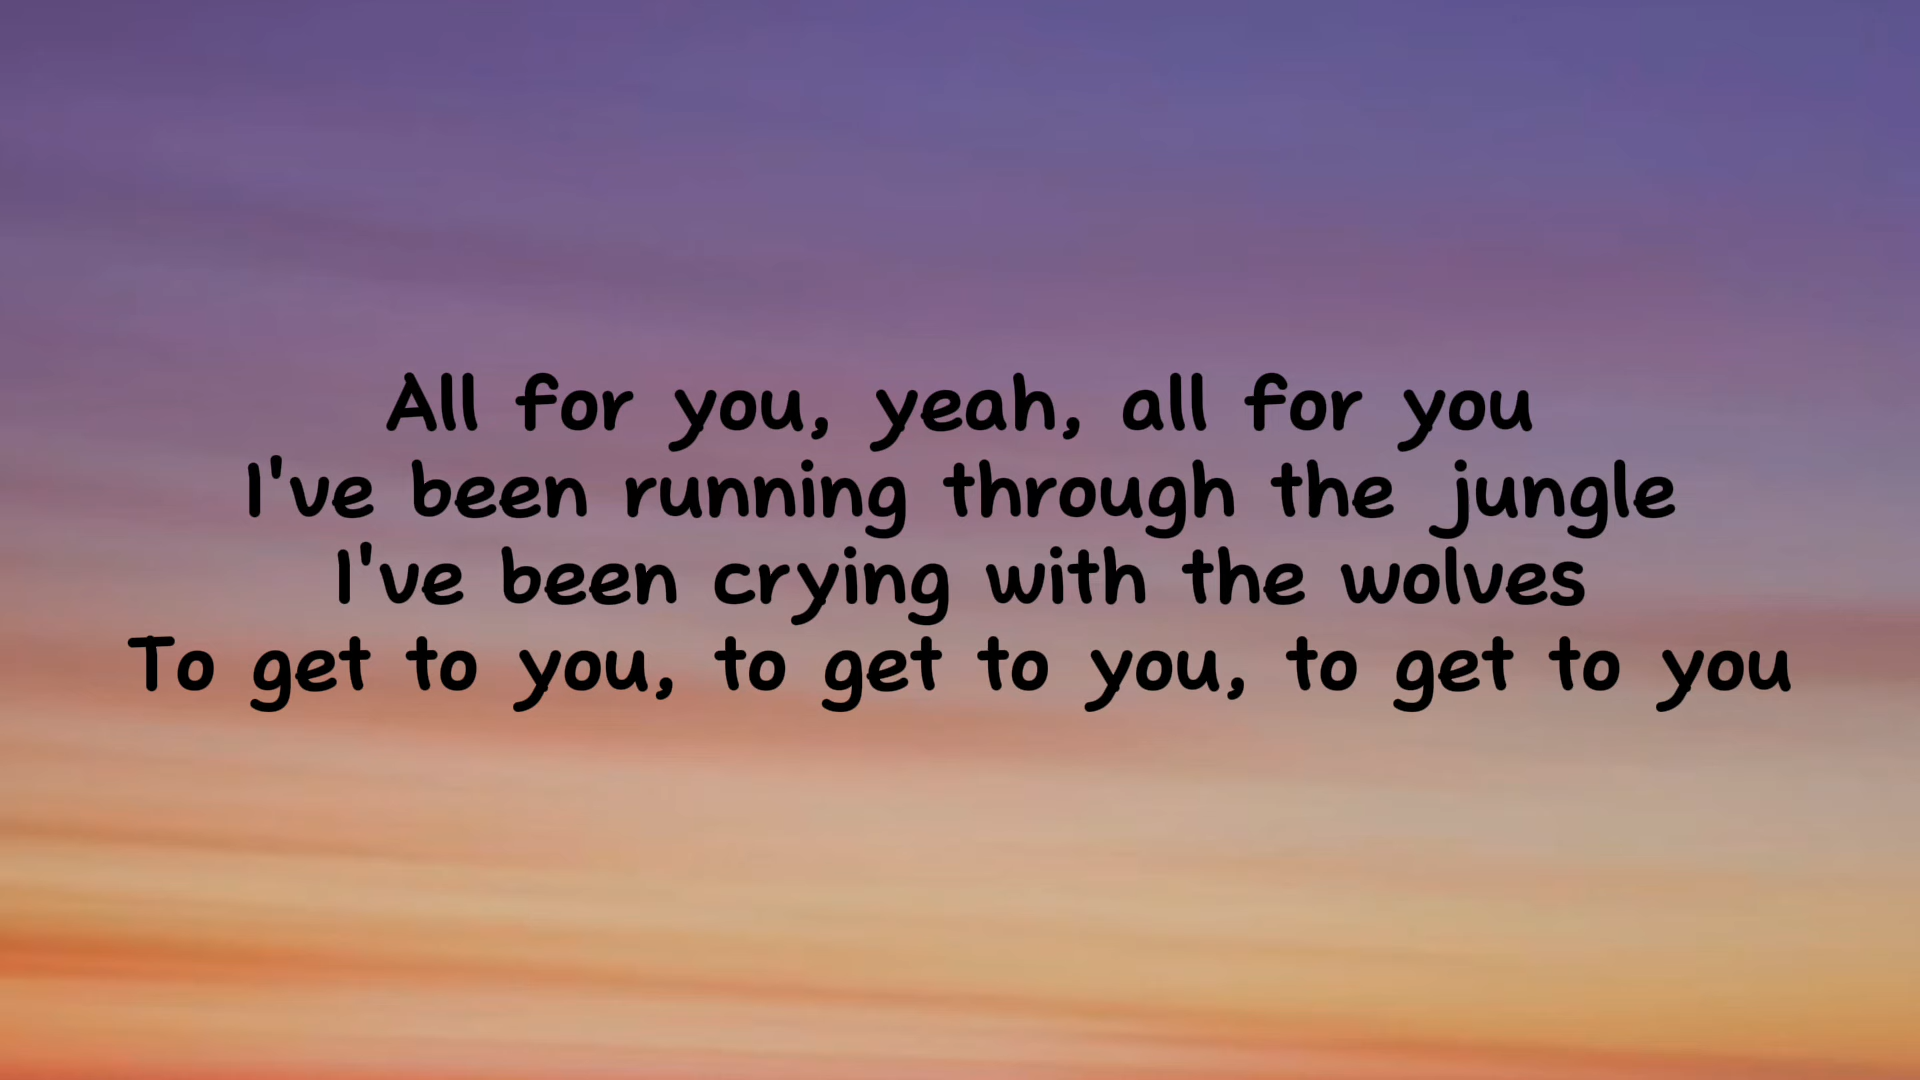 All for you, yeah, all for you
I've been running through the jungle
I've been crying with the wolves
To get to you, to get to you, to get to you